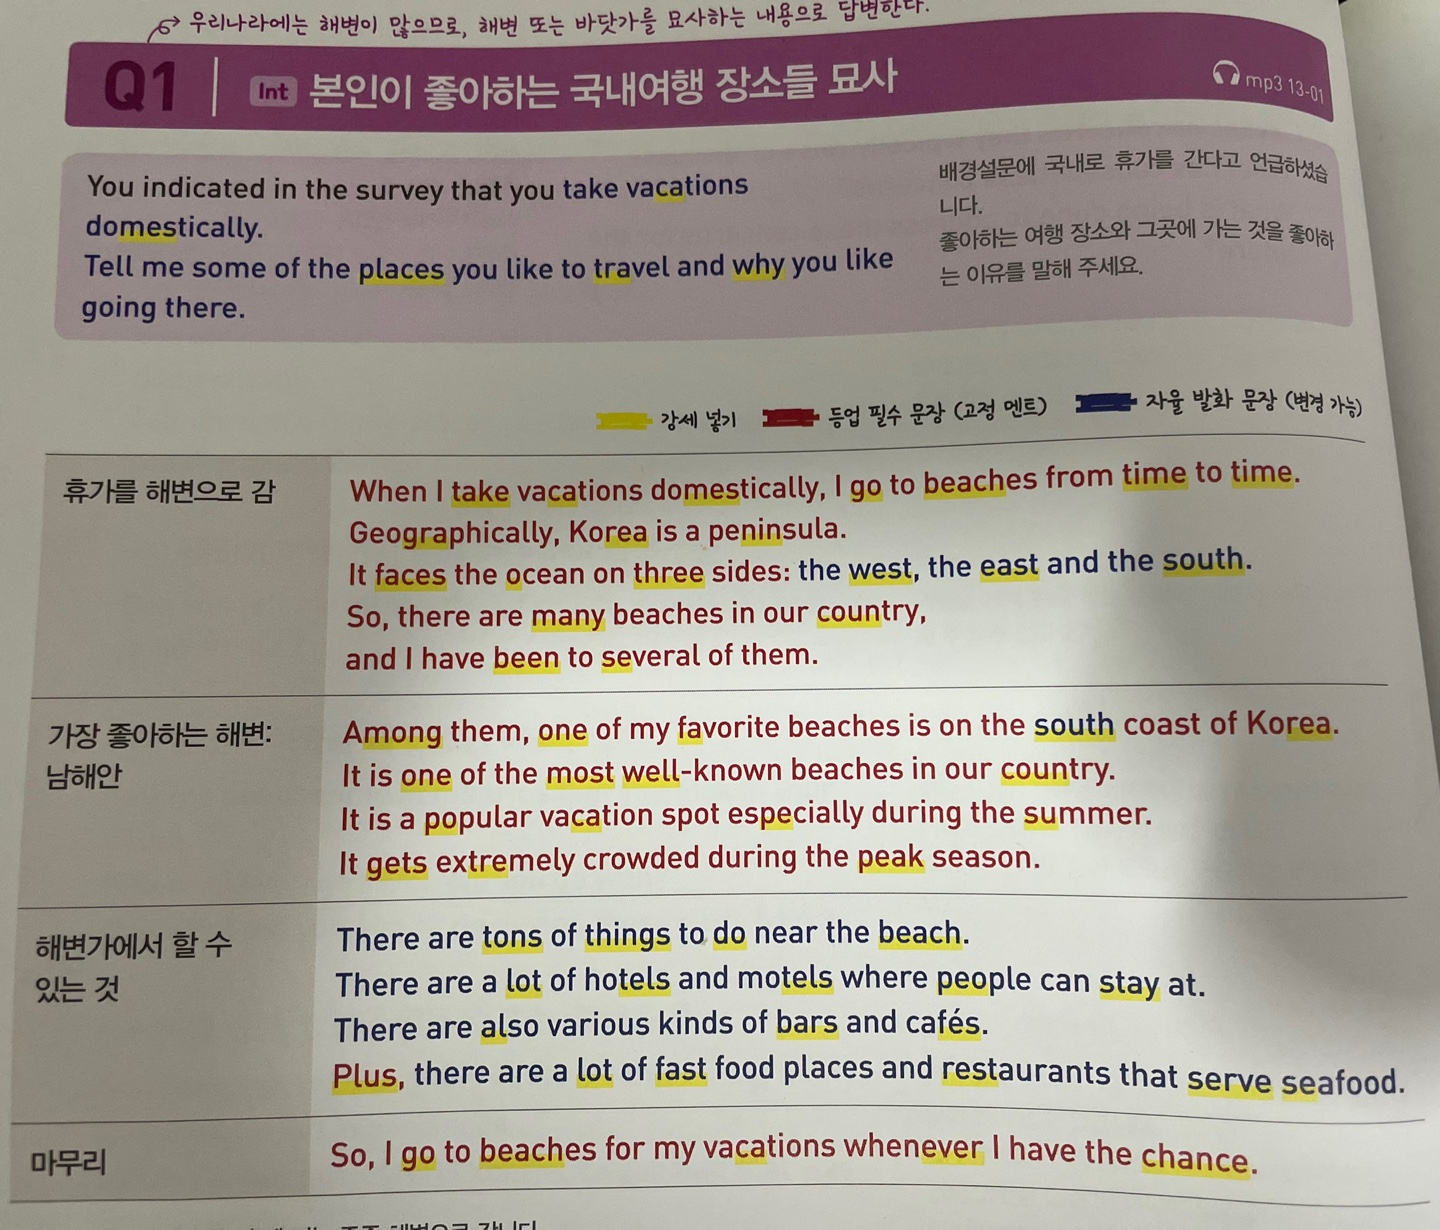 우리나라에는 해변이 많으므로, 해변 또는 바닷가를 묘사하는 내용으로 답변한다.
Q1 Int 본인이 좋아하는 국내여행 장소들 묘사 mp3 13-01
You indicated in the survey that you take vacations
domestically.
Tell me some of the places you like to travel and why you like
going there.
배경설문에 국내로 휴가를 간다고 언급하셨습
니다.
좋아하는 여행 장소와 그곳에 가는 것을 좋아하
는 이유를 말해 주세요.
강세 넣기 등업 필수 문장 (고정 멘트) 자율 발화 문장 (변경 가능)
휴가를 해변으로 감
When I take vacations domestically, I go to beaches from time to time.
Geographically, Korea is a peninsula.
It faces the ocean on three sides: the west, the east and the south.
So, there are many beaches in our country,
and I have been to several of them.
가장 좋아하는 해변:
남해안
Among them, one of my favorite beaches is on the south coast of Korea.
It is one of the most well-known beaches in our country.
It is a popular vacation spot especially during the summer.
It gets extremely crowded during the peak season.
해변가에서 할 수
있는 것
There are tons of things to do near the beach.
There are a lot of hotels and motels where people can stay at.
There are also various kinds of bars and cafés.
Plus, there are a lot of fast food places and restaurants that serve seafood.
마무리
So, I go to beaches for my vacations whenever I have the chance.